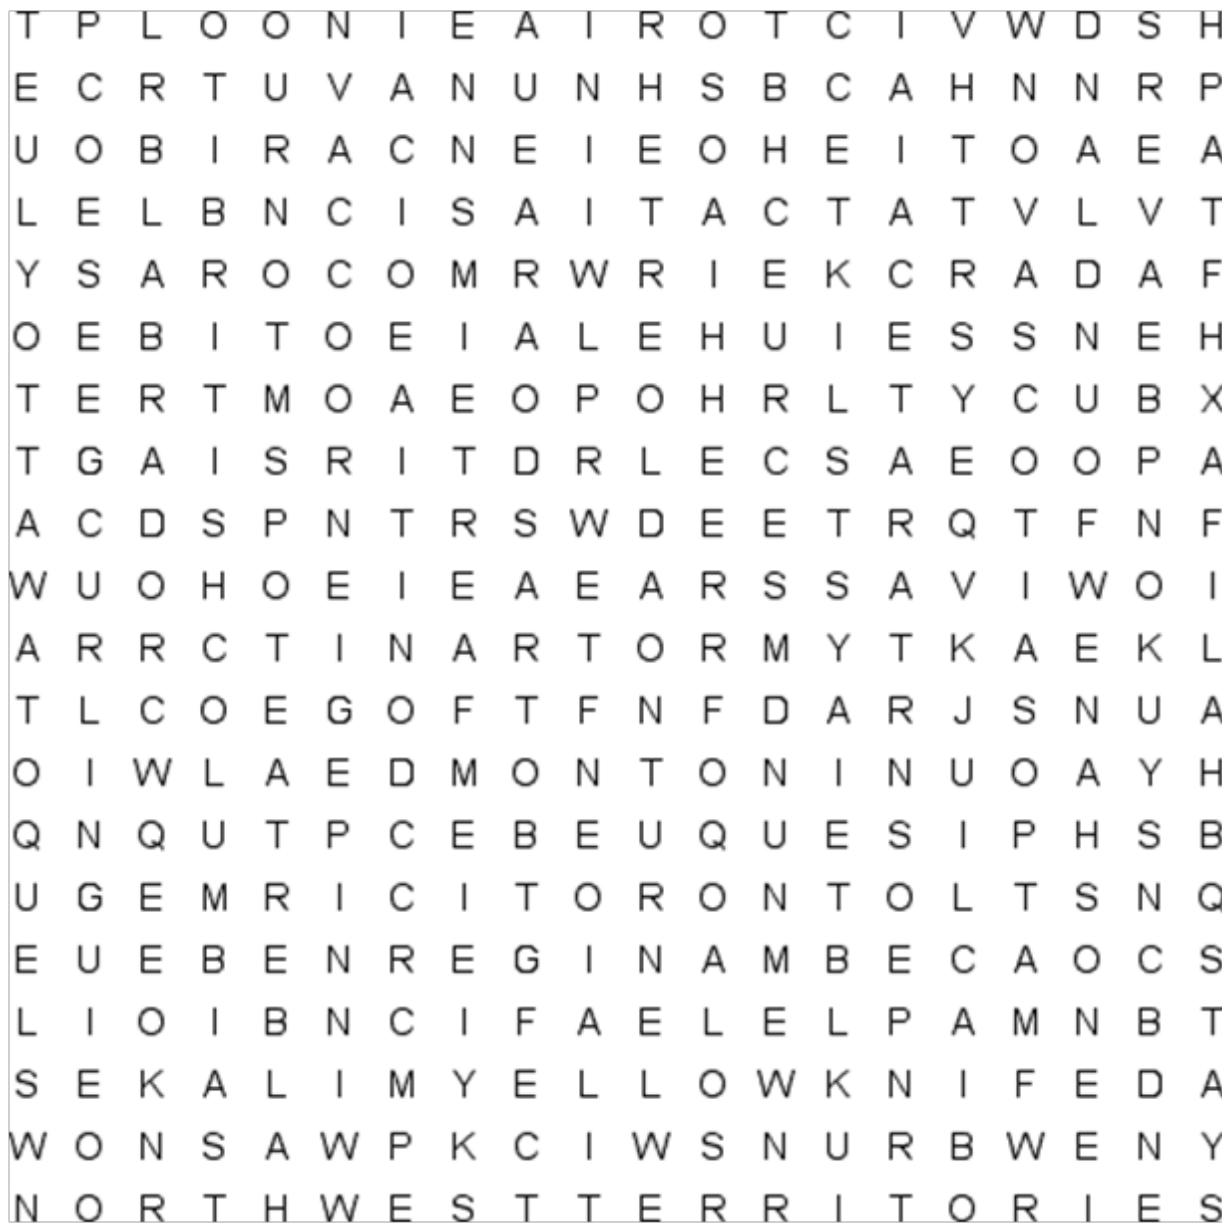 T P L O O N I E A I R O T C I V W D S H
E C R T U V A N U N H S B C A H N N R P
U O B I R A C N E I E O H E I T O A E A
L E L B N C I S A I T A C T A T V L V T
Y S A R O C O M R W R I E K C R A D A F
O E B I T O E I A L E H U I E S S N E H
T E R T M O A E O P O H R L T Y C U B X
T G A I S R I T D R L E C S A E O O P A
A C D S P N T R S W D E E T R Q T F N F
W U O H O E I E A E A R S S A V I W O I
A R R C T I N A R T O R M Y T K A E K L
T L C O E G O F T F N F D A R J S N U A
O I W L A E D M O N T O N I N U O A Y H
Q N Q U T P C E B E U Q U E S I P H S B
U G E M R I C I T O R O N T O L T S N Q
E U E B E N R E G I N A M B E C A O C S
L I O I B N C I F A E L E L P A M N B T
S E K A L I M Y E L L O W K N I F E D A
W O N S A W P K C I W S N U R B W E N Y
N O R T H W E S T T E R R I T O R I E S